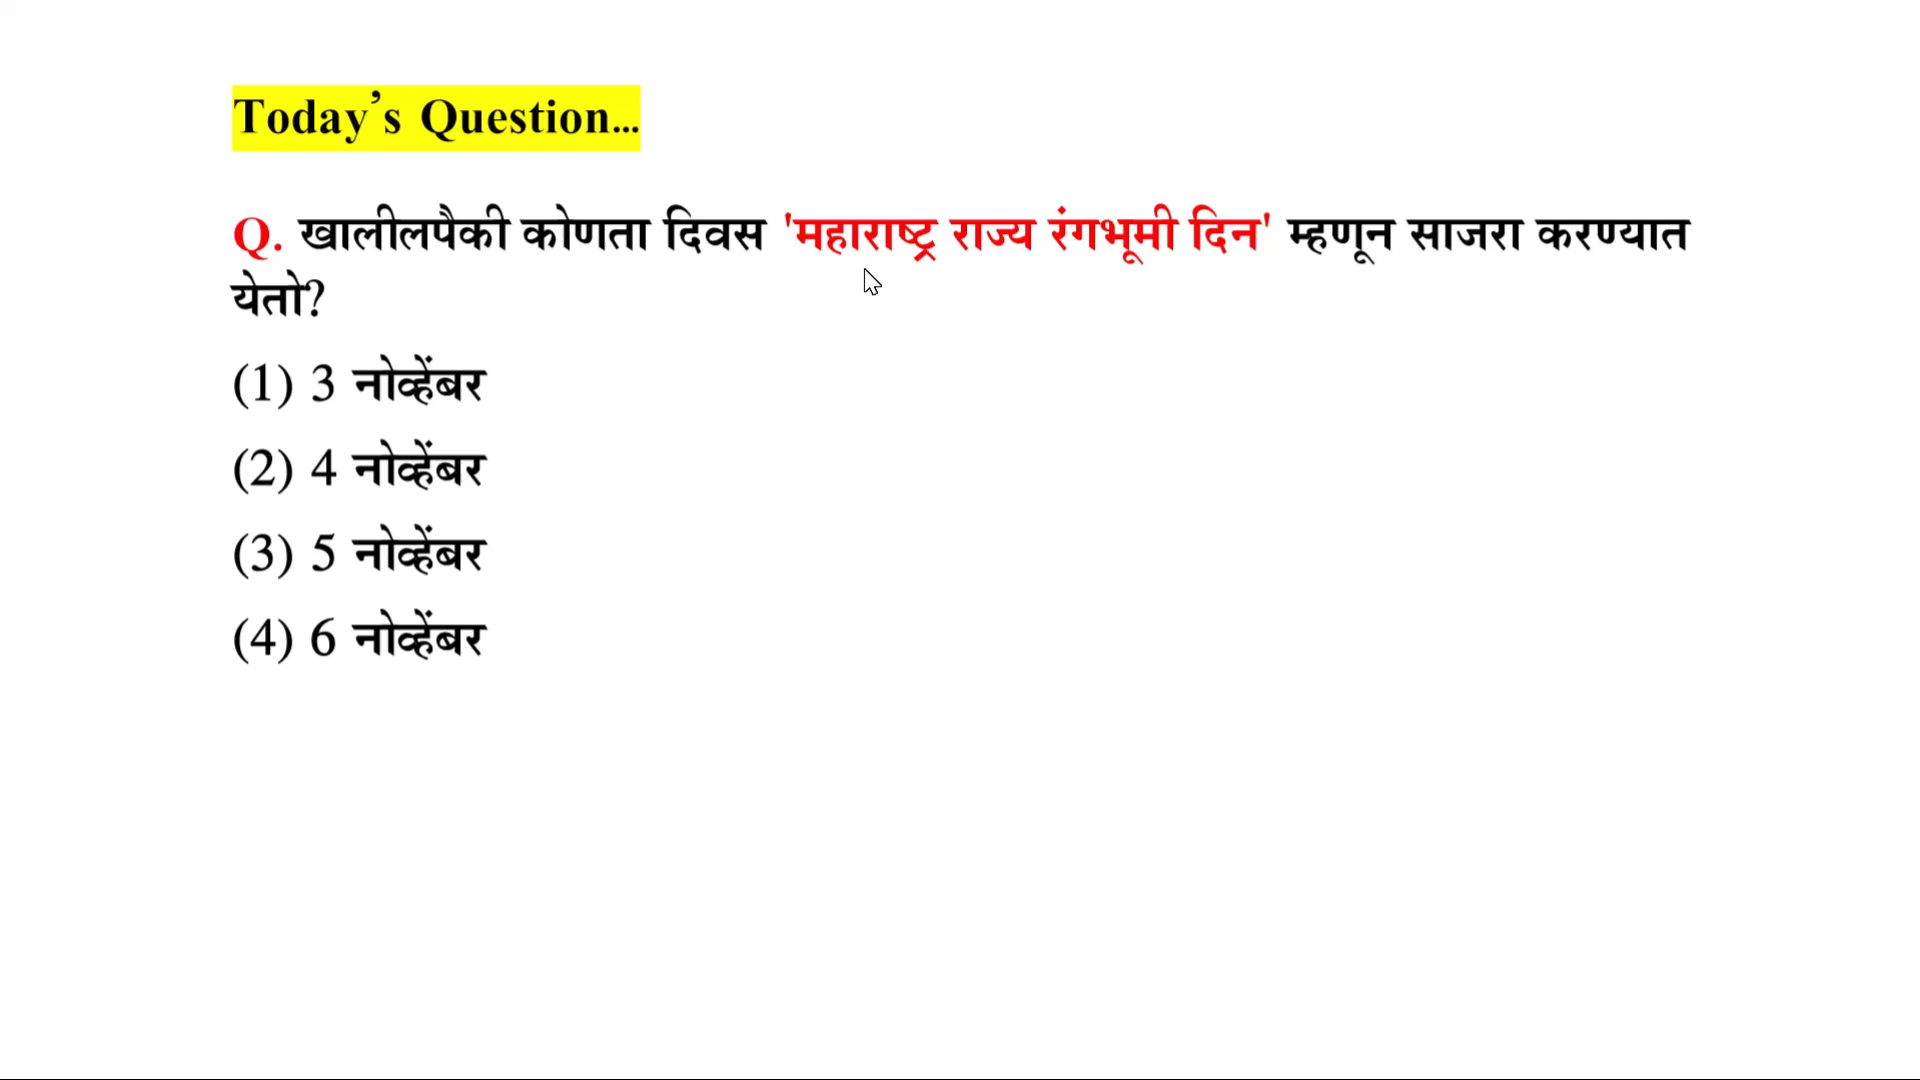 Today’s Question...
Q. खालीलपैकी कोणता दिवस 'महाराष्ट्र राज्य रंगभूमी दिन' म्हणून साजरा करण्यात
येतो?
(1) 3 नोव्हेंबर
(2) 4 नोव्हेंबर
(3) 5 नोव्हेंबर
(4) 6 नोव्हेंबर